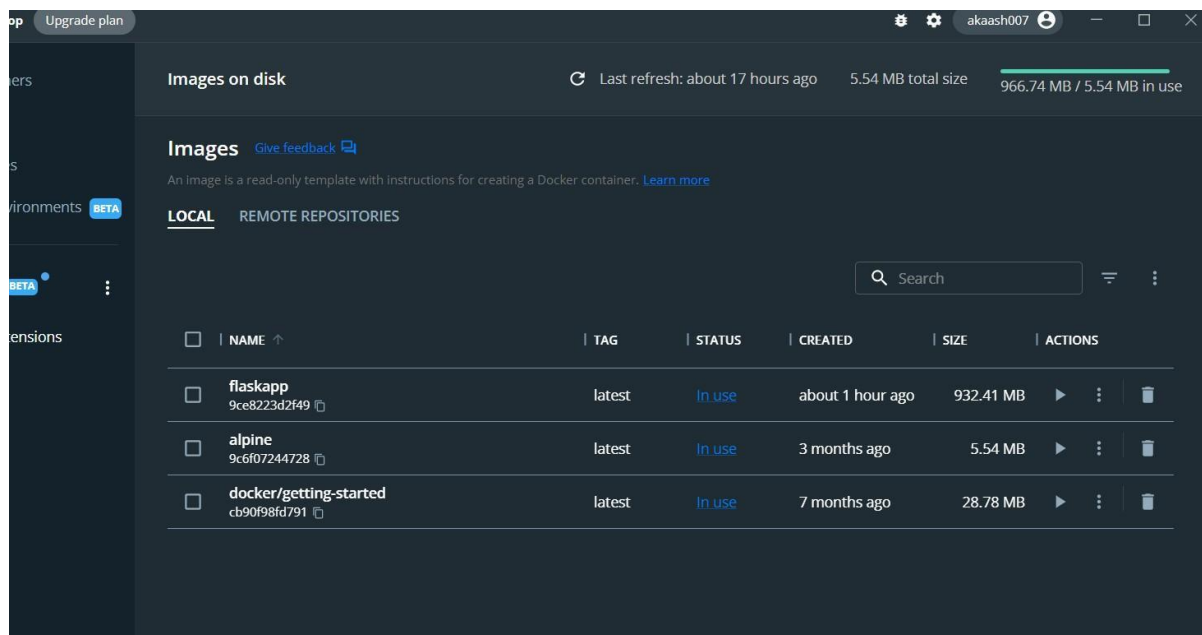 op Upgrade plan akaash007
ners
Images on disk Last refresh: about 17 hours ago 5.54 MB total size 966.74 MB / 5.54 MB in use
Images Give feedback
An image is a read-only template with instructions for creating a Docker container. Learn more
s
vironments BETA
LOCAL REMOTE REPOSITORIES
BETA
Search
tensions
NAME TAG STATUS CREATED SIZE ACTIONS
flaskapp latest In use about 1 hour ago 932.41 MB
9ce8223d2f49
alpine latest In use 3 months ago 5.54 MB
9c6f07244728
docker/getting-started latest In use 7 months ago 28.78 MB
cb90f98fd791